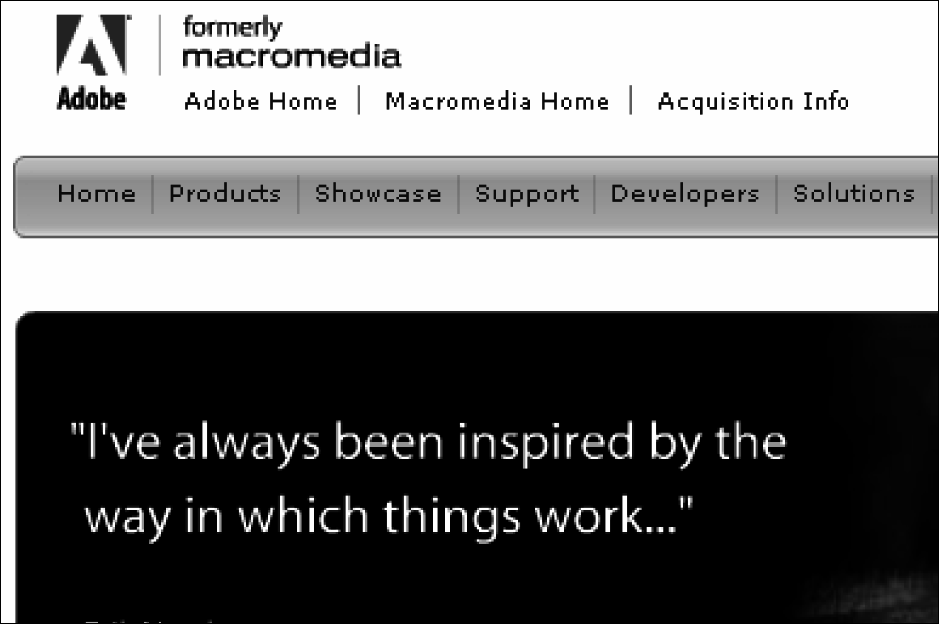 formerly
macromedia
Adobe
Adobe Home | Macromedia Home | Acquisition Info
Home | Products | Showcase | Support | Developers | Solutions
"I've always been inspired by the
way in which things work..."